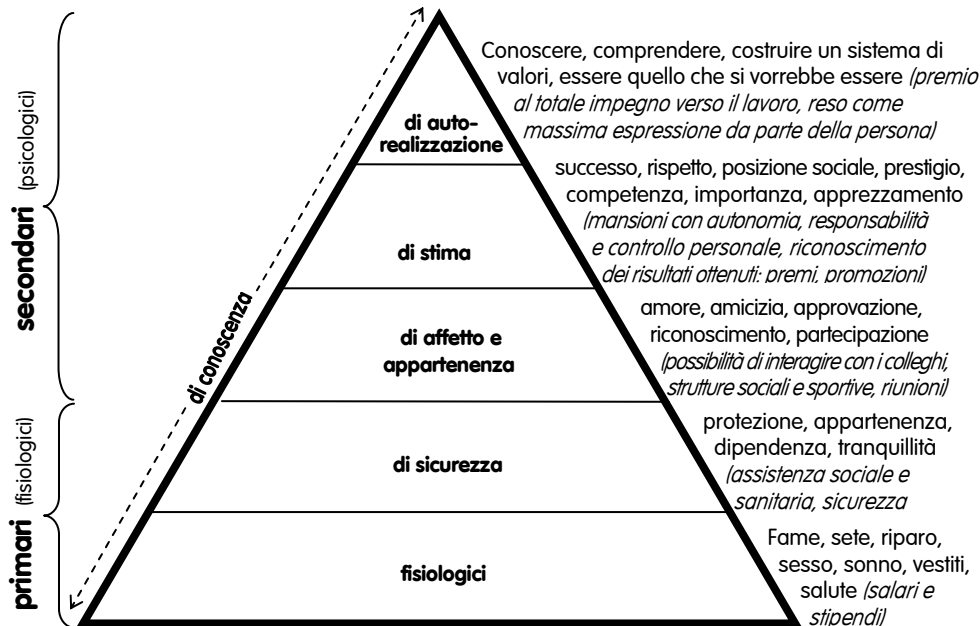 Conoscere, comprendere, costruire un sistema di
valori, essere quello che si vorrebbe essere (premio
al totale impegno verso il lavoro, reso come
massima espressione da parte della persona)
di auto-
realizzazione
successo, rispetto, posizione sociale, prestigio,
competenza, importanza, apprezzamento
(mansioni con autonomia, responsabilità
e controllo personale, riconoscimento
dei risultati ottenuti: premi, promozioni)
di stima
amore, amicizia, approvazione,
riconoscimento, partecipazione
(possibilità di interagire con i colleghi,
strutture sociali e sportive, riunioni)
di affetto e
appartenenza
protezione, appartenenza,
dipendenza, tranquillità
(assistenza sociale e
sanitaria, sicurezza
di sicurezza
Fame, sete, riparo,
sesso, sonno, vestiti,
salute (salari e
stipendi)
fisiologici
di conoscenza
secondari (psicologici)
primari (fisiologici)